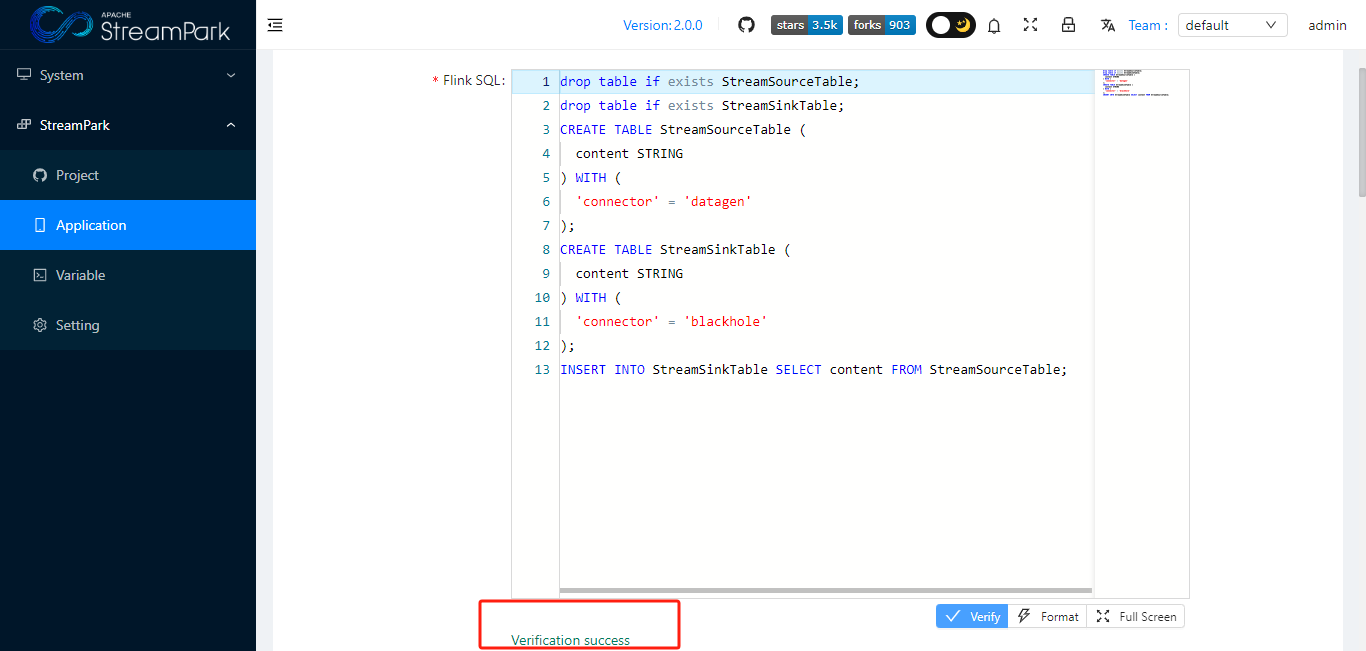 APACHE
StreamPark
Version:2.0.0
stars 3.5k
forks 903
Team :
default
admin
System
StreamPark
Project
Application
Variable
Setting
* Flink SQL:
1 drop table if exists StreamSourceTable;
2 drop table if exists StreamSinkTable;
3 CREATE TABLE StreamSourceTable (
4 content STRING
5 ) WITH (
6 'connector' = 'datagen'
7 );
8 CREATE TABLE StreamSinkTable (
9 content STRING
10 ) WITH (
11 'connector' = 'blackhole'
12 );
13 INSERT INTO StreamSinkTable SELECT content FROM StreamSourceTable;
Verify
Format
Full Screen
Verification success